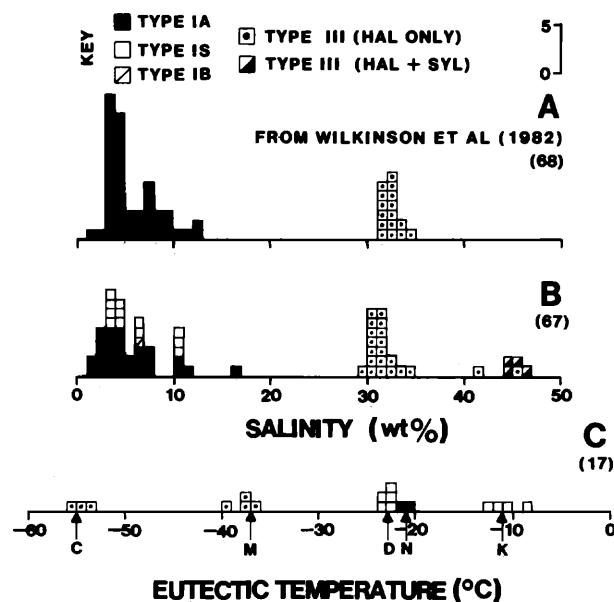 KEY
TYPE IA
TYPE IS
TYPE IB
TYPE III (HAL ONLY)
TYPE III (HAL + SYL)
5
0
A
FROM WILKINSON ET AL (1982)
(68)
B
(67)
0 10 20 30 40 50
SALINITY (wt%)
C
(17)
-60 -50 -40 -30 -20 -10 0
C M D N K
EUTECTIC TEMPERATURE (°C)